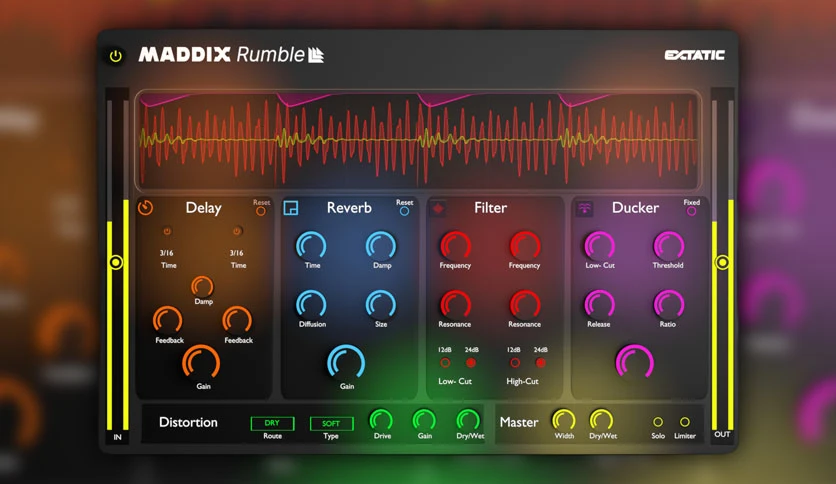 MADDIX Rumble
EXTATIC
Delay
Reset
3/16
Time
3/16
Time
Damp
Feedback
Feedback
Gain
Reverb
Reset
Time
Damp
Diffusion
Size
Gain
Filter
Frequency
Frequency
Resonance
Resonance
12dB 24dB
12dB 24dB
Low- Cut
High-Cut
Ducker
Fixed
Low- Cut
Threshold
Release
Ratio
Distortion
DRY
Route
SOFT
Type
Drive
Gain
Dry/Wet
Master
Width
Dry/Wet
Solo
Limiter
IN
OUT